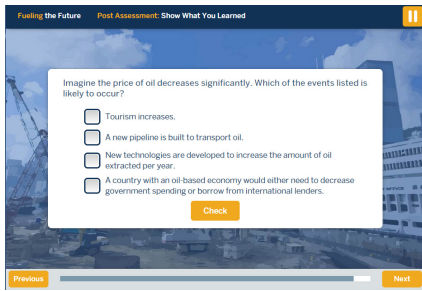 Fueling the Future Post Assessment: Show What You Learned
Imagine the price of oil decreases significantly. Which of the events listed is
likely to occur?
Tourism increases.
A new pipeline is built to transport oil.
New technologies are developed to increase the amount of oil
extracted per year.
A country with an oil-based economy would either need to decrease
government spending or borrow from international lenders.
Check
Previous
Next